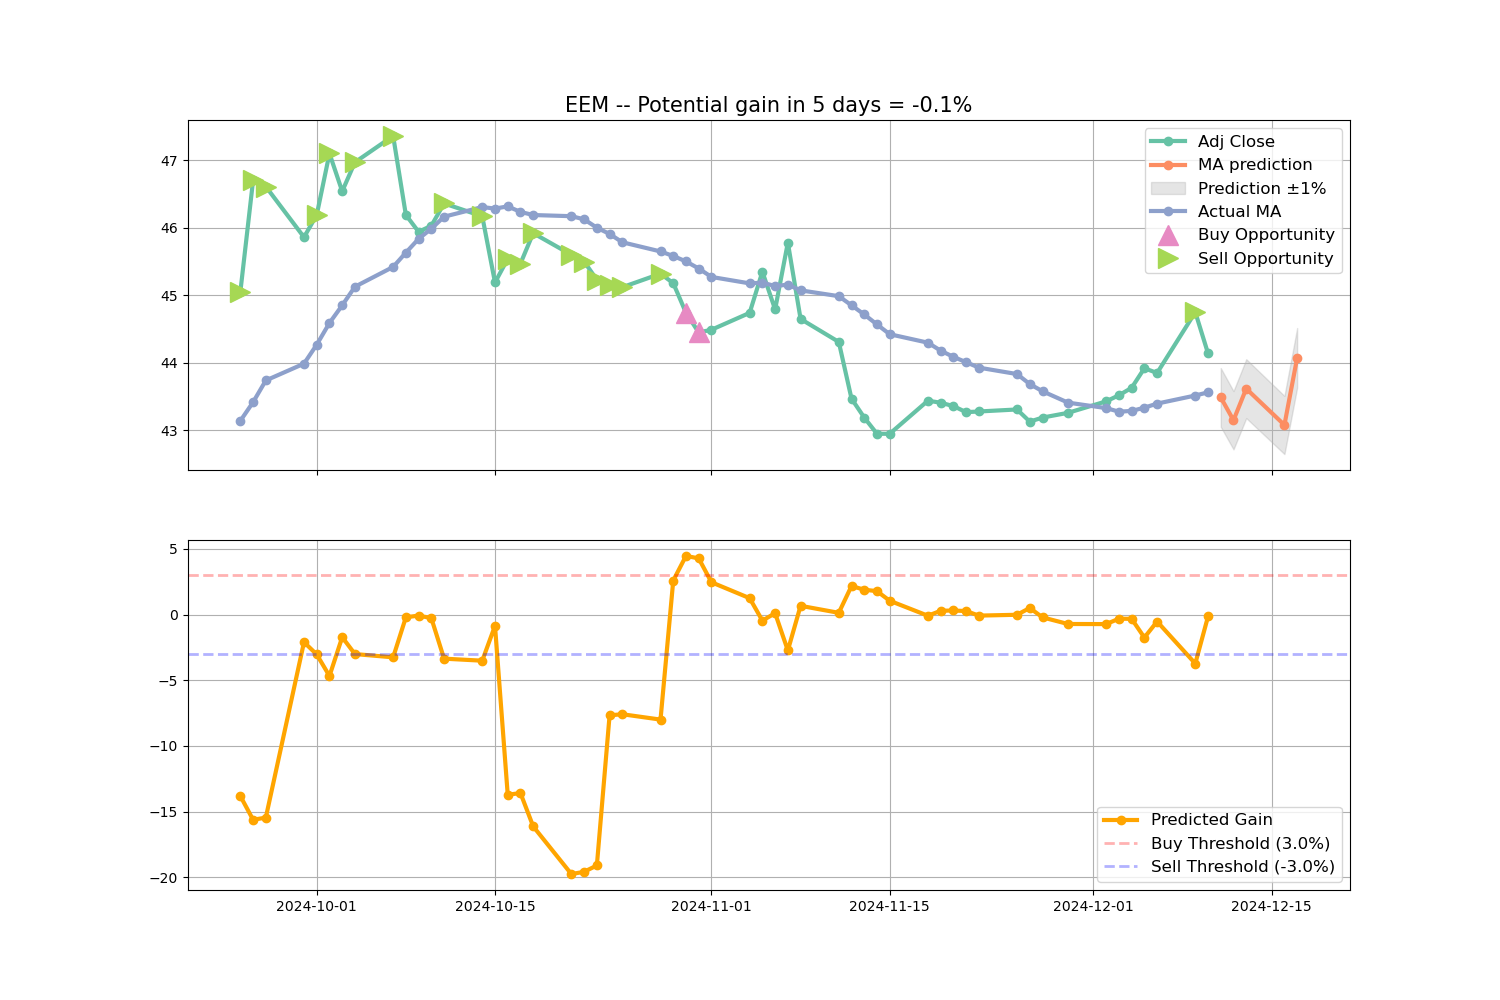 EEM -- Potential gain in 5 days = -0.1%
47
46
45
44
43
Adj Close
MA prediction
Prediction ±1%
Actual MA
Buy Opportunity
Sell Opportunity
5
0
−5
−10
−15
−20
Predicted Gain
Buy Threshold (3.0%)
Sell Threshold (-3.0%)
2024-10-01
2024-10-15
2024-11-01
2024-11-15
2024-12-01
2024-12-15